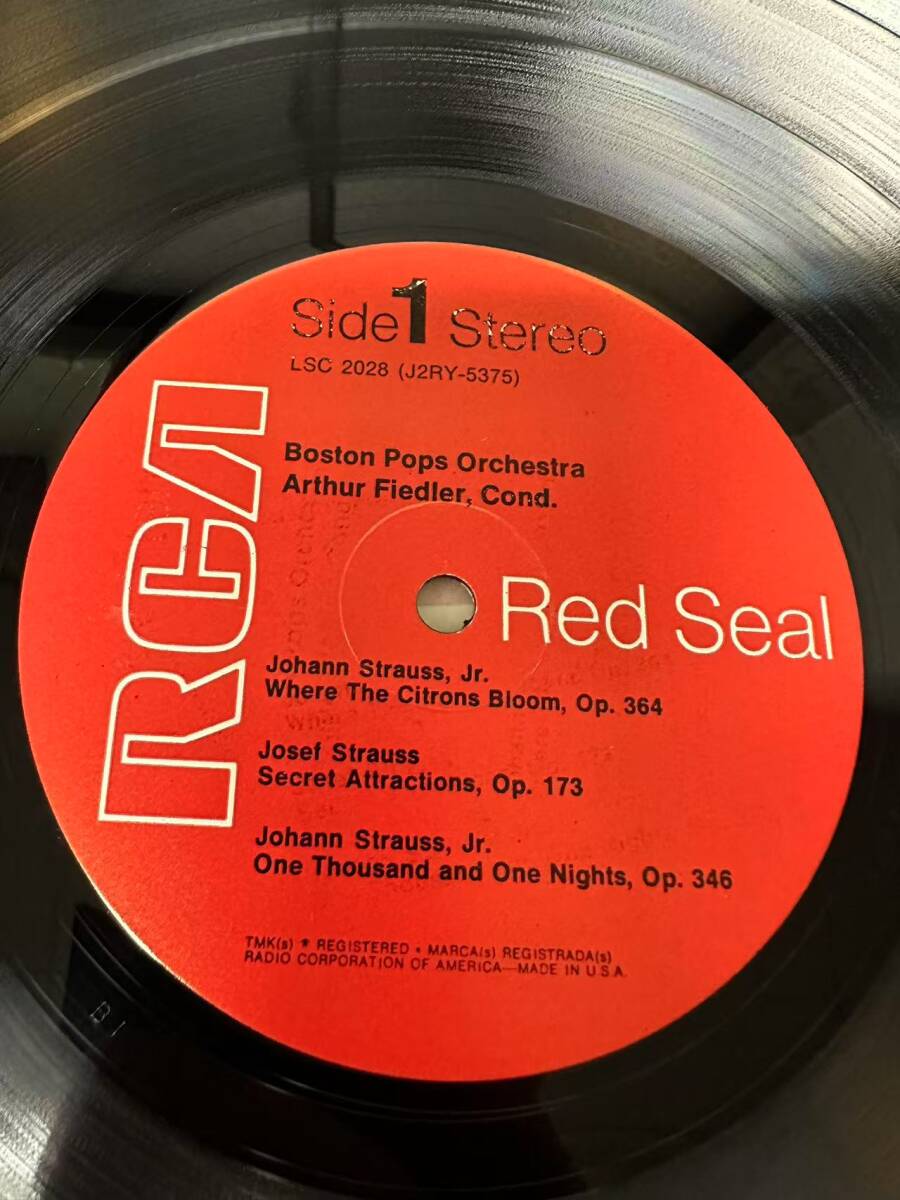 Side 1 Stereo
LSC 2028 (J2RY-5375)
Boston Pops Orchestra
Arthur Fiedler, Cond.
RCA
Red Seal
Johann Strauss, Jr.
Where The Citrons Bloom, Op. 364
Josef Strauss
Secret Attractions, Op. 173
Johann Strauss, Jr.
One Thousand and One Nights, Op. 346
TMK(s) ® REGISTERED • MARCA(s) REGISTRADA(s)
RADIO CORPORATION OF AMERICA—MADE IN U.S.A.
B1